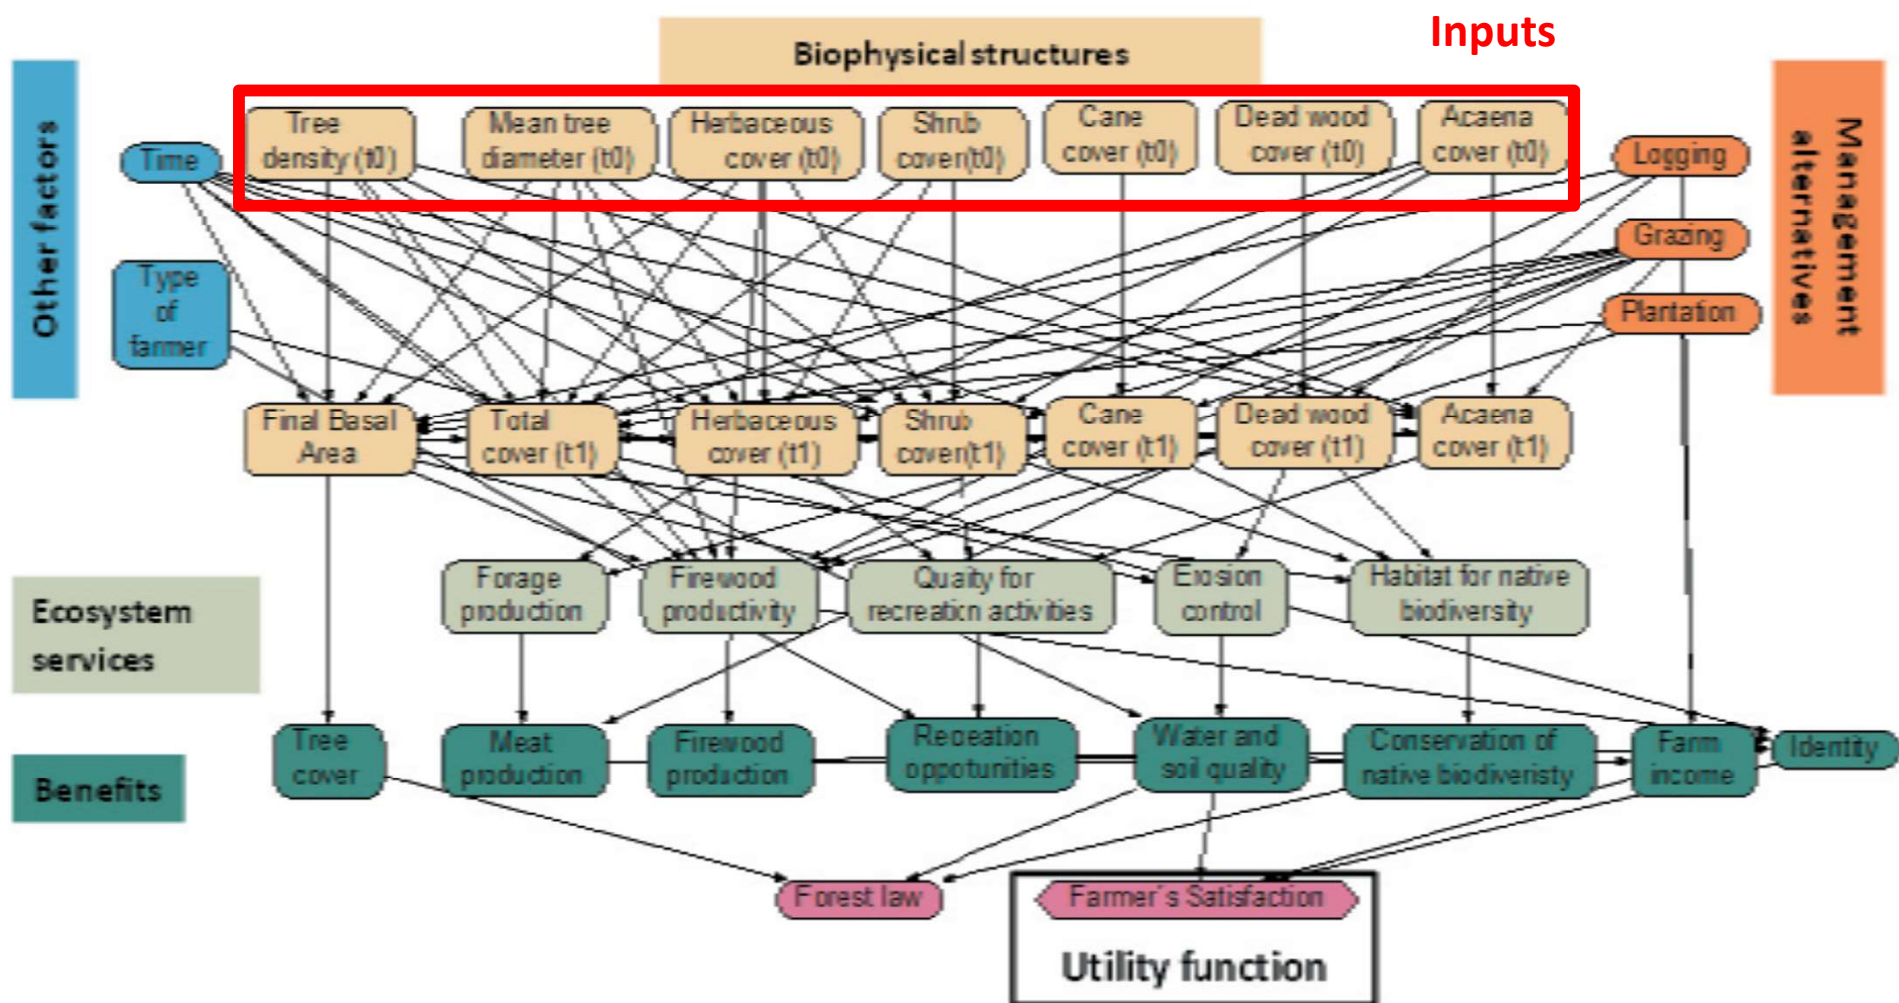 Inputs
Biophysical structures
Other factors
Management
alternatives
Time
Tree
density (t0)
Mean tree
diameter (t0)
Herbaceous
cover (t0)
Shrub
cover(t0)
Cane
cover (t0)
Dead wood
cover (t0)
Acaena
cover (t0)
Logging
Grazing
Plantation
Type
of
farmer
Final Basal
Area
Total
cover (t1)
Herbaceous
cover (t1)
Shrub
cover(t1)
Cane
cover (t1)
Dead wood
cover (t1)
Acaena
cover (t1)
Ecosystem
services
Forage
production
Firewood
productivity
Quaity for
recreation activities
Erosion
control
Habitat for native
biodiversity
Benefits
Tree
cover
Meat
production
Firewood
production
Receation
oppotunities
Water and
soil quality
Conservation of
native biodiveristy
Farm
income
Identity
Forest law
Farmer´s Satisfaction
Utility function